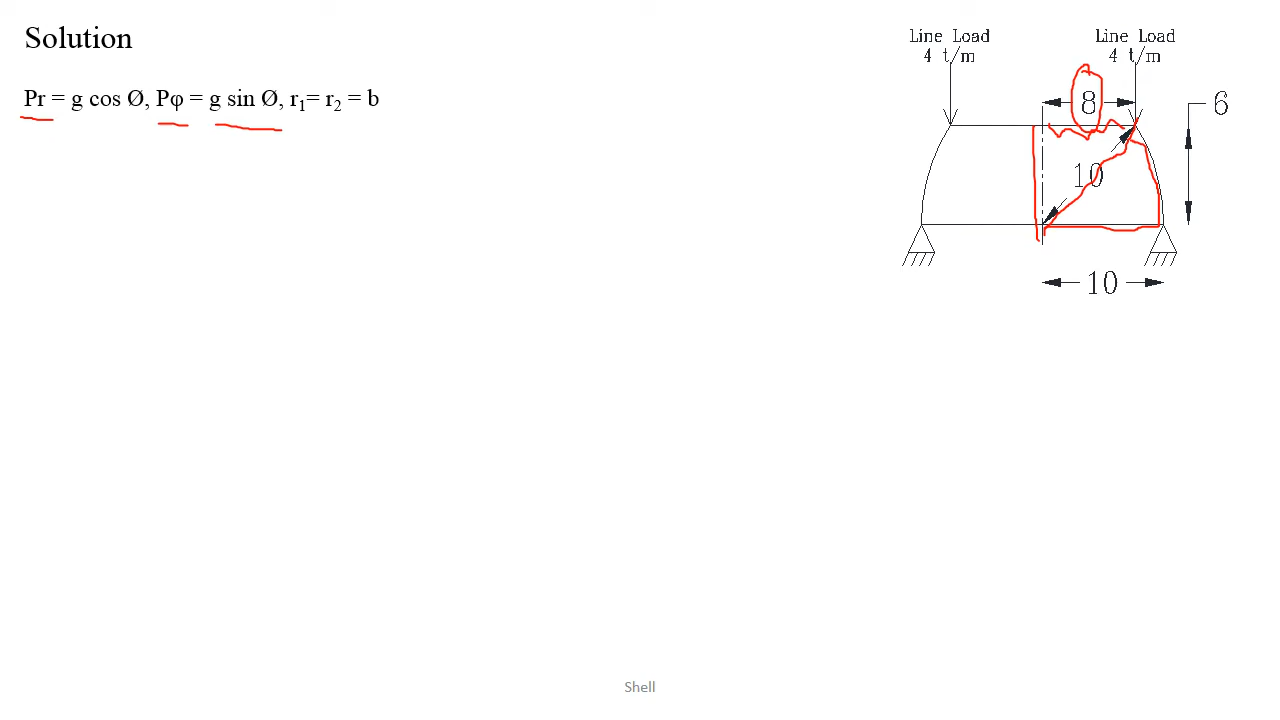 Solution
Pr = g cos Ø, Pφ = g sin Ø, r₁= r₂ = b
Line Load
4 t/m
Line Load
4 t/m
8
6
10
10
Shell